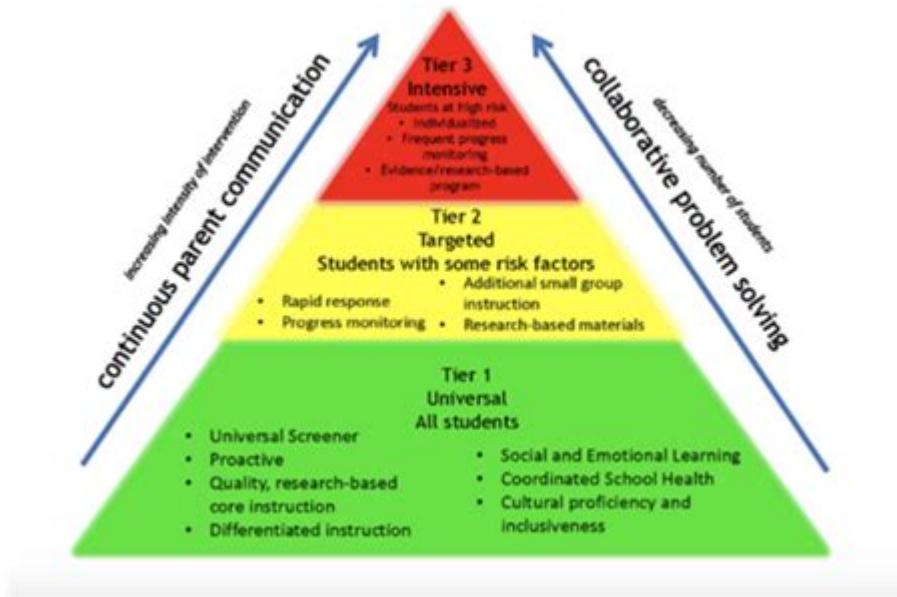 Tier 3
Intensive
Students at high risk
• Individualized
• Frequent progress
monitoring
• Evidence/research-based
program
increasing intensity of intervention
continuous parent communication
collaborative problem solving
decreasing number of students
Tier 2
Targeted
Students with some risk factors
• Rapid response
• Progress monitoring
• Additional small group
instruction
• Research-based materials
Tier 1
Universal
All students
• Universal Screener
• Proactive
• Quality, research-based
core instruction
• Differentiated instruction
• Social and Emotional Learning
• Coordinated School Health
• Cultural proficiency and
inclusiveness